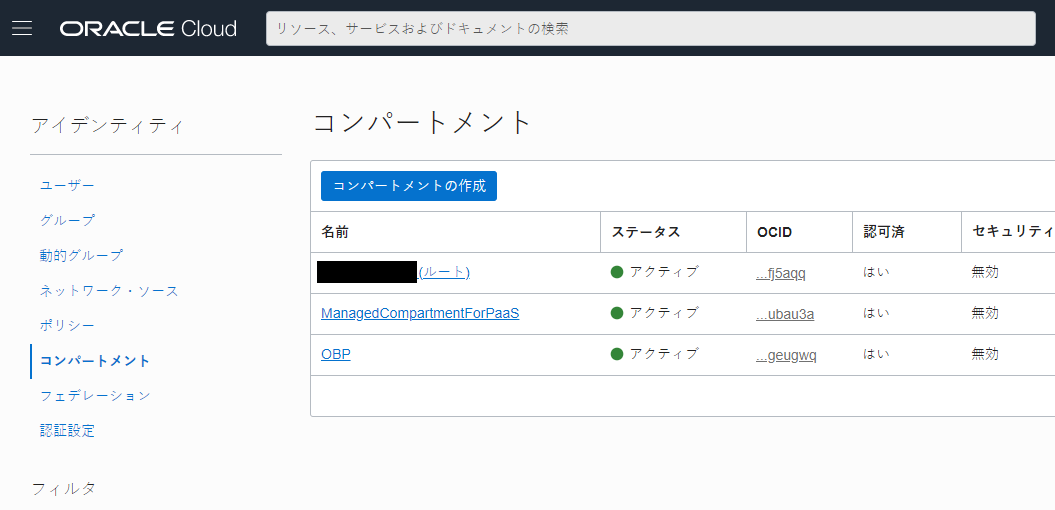 ORACLE Cloud
リソース、サービスおよびドキュメントの検索
アイデンティティ
ユーザー
グループ
動的グループ
ネットワーク・ソース
ポリシー
コンパートメント
フェデレーション
認証設定
フィルタ
コンパートメント
コンパートメントの作成
名前 ステータス OCID 認可済 セキュリティ
(ルート) アクティブ ...fj5aqq はい 無効
ManagedCompartmentForPaaS アクティブ ...ubau3a はい 無効
OBP アクティブ ...geugwq はい 無効